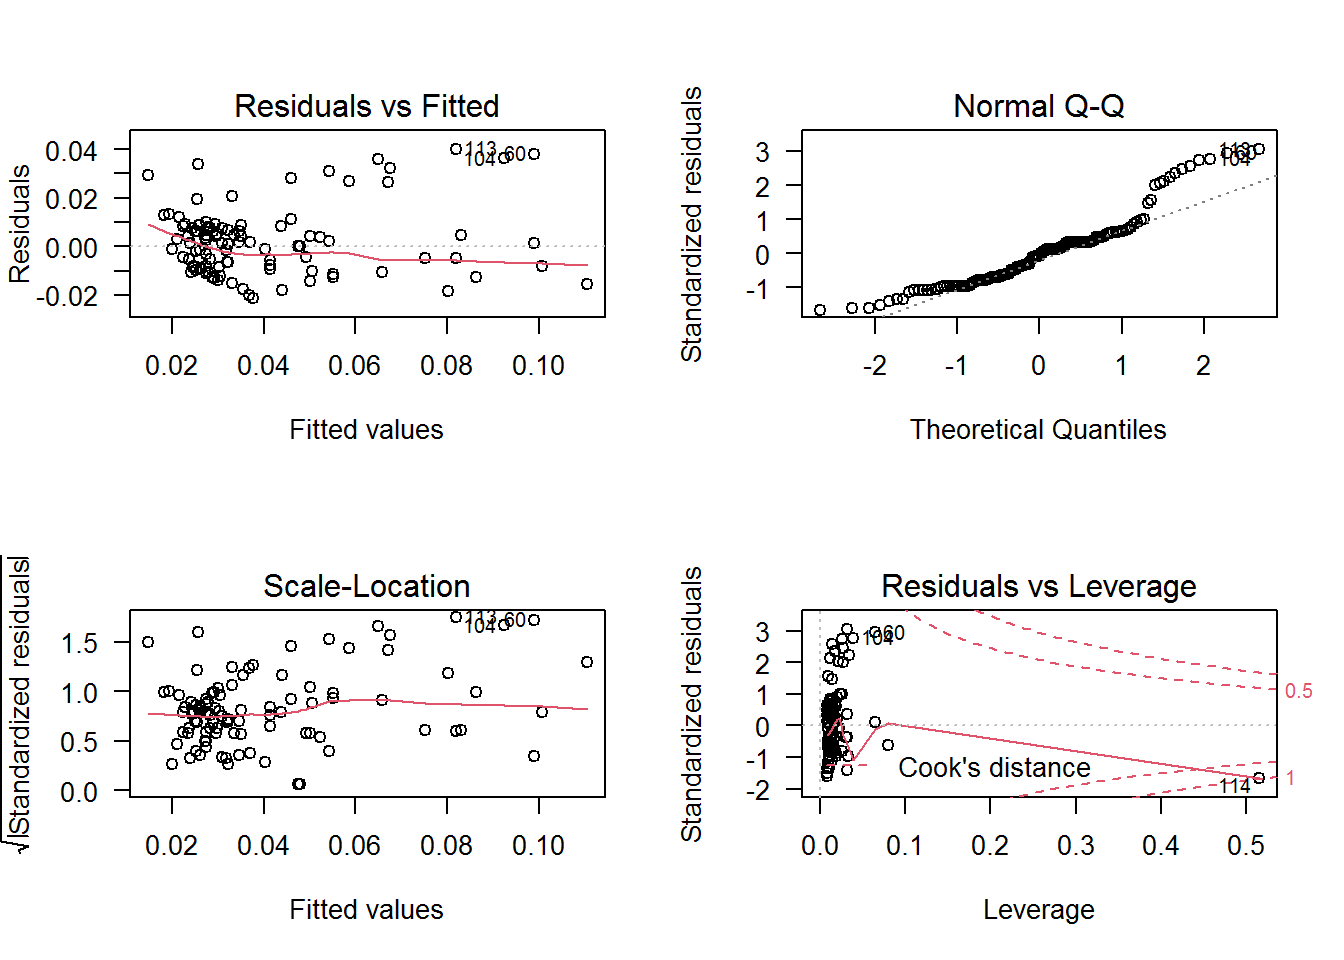 Residuals vs Fitted
Residuals
0.04
0.02
0.00
-0.02
113
104
60
0.02 0.04 0.06 0.08 0.10
Fitted values
Normal Q-Q
Standardized residuals
3
2
1
0
-1
113
60
104
-2 -1 0 1 2
Theoretical Quantiles
Scale-Location
√|Standardized residuals|
1.5
1.0
0.5
0.0
113
104
60
0.02 0.04 0.06 0.08 0.10
Fitted values
Residuals vs Leverage
Standardized residuals
3
2
1
0
-1
-2
104
60
114
Cook's distance
0.5
1
0.0 0.1 0.2 0.3 0.4 0.5
Leverage